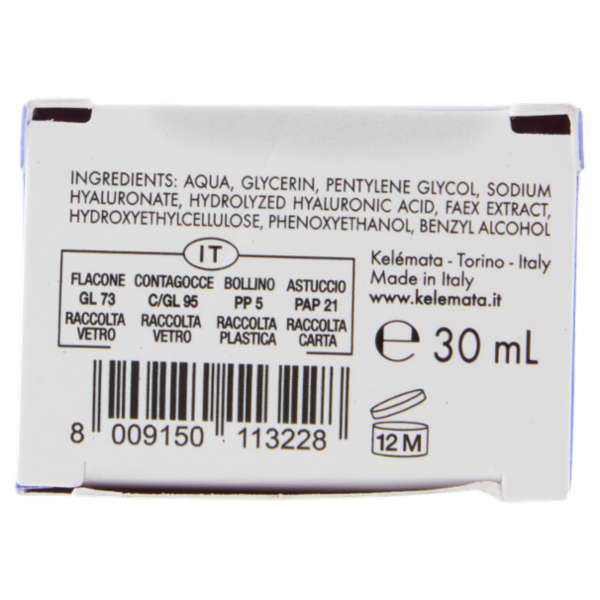 INGREDIENTS: AQUA, GLYCERIN, PENTYLENE GLYCOL, SODIUM
HYALURONATE, HYDROLYZED HYALURONIC ACID, FAEX EXTRACT,
HYDROXYETHYLCELLULOSE, PHENOXYETHANOL, BENZYL ALCOHOL
IT
FLACONE CONTAGOCCE BOLLINO ASTUCCIO
GL 73 C/GL 95 PP 5 PAP 21
RACCOLTA RACCOLTA RACCOLTA RACCOLTA
VETRO VETRO PLASTICA CARTA
Kelémata - Torino - Italy
Made in Italy
www.kelemata.it
e 30 mL
8 009150 113228
12 M